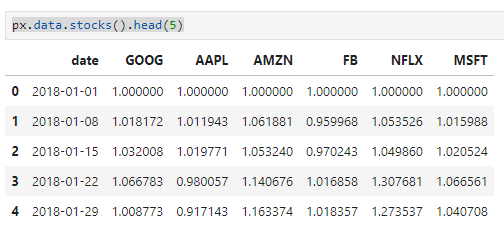 px.data.stocks().head(5)
date GOOG AAPL AMZN FB NFLX MSFT
0 2018-01-01 1.000000 1.000000 1.000000 1.000000 1.000000 1.000000
1 2018-01-08 1.018172 1.011943 1.061881 0.959968 1.053526 1.015988
2 2018-01-15 1.032008 1.019771 1.053240 0.970243 1.049860 1.020524
3 2018-01-22 1.066783 0.980057 1.140676 1.016858 1.307681 1.066561
4 2018-01-29 1.008773 0.917143 1.163374 1.018357 1.273537 1.040708